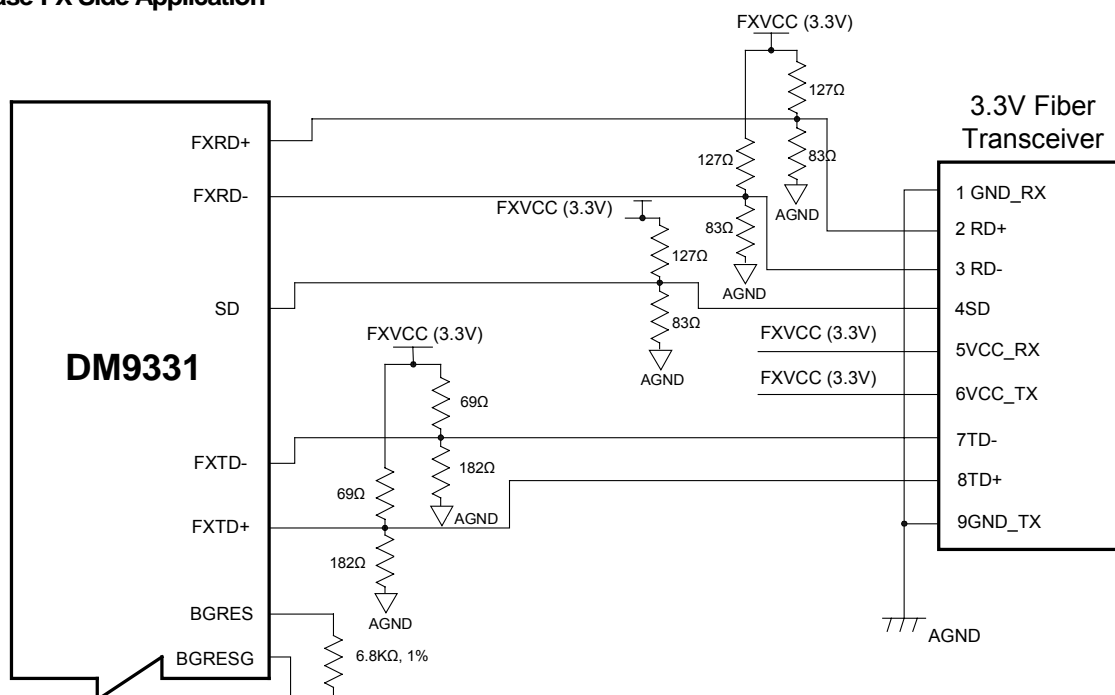 ase FX Side Application
FXVCC (3.3V)
127Ω
3.3V Fiber
Transceiver
FXRD+
83Ω
127Ω
FXRD-
AGND
FXVCC (3.3V)
83Ω
127Ω
AGND
1 GND_RX
2 RD+
3 RD-
SD
83Ω
AGND
4SD
FXVCC (3.3V)
5VCC_RX
FXVCC (3.3V)
6VCC_TX
DM9331
FXVCC (3.3V)
69Ω
7TD-
FXTD-
182Ω
69Ω
AGND
8TD+
FXTD+
9GND_TX
182Ω
AGND
BGRES
AGND
6.8KΩ, 1%
BGRESG